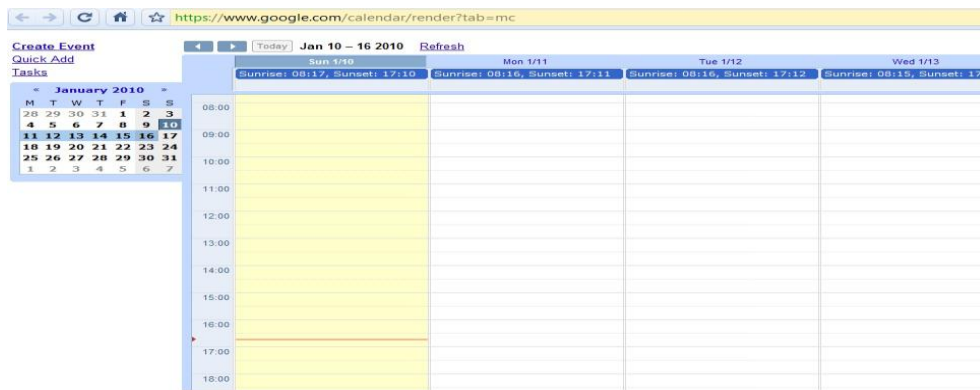 https://www.google.com/calendar/render?tab=mc
Create Event
Quick Add
Tasks
Today Jan 10 – 16 2010 Refresh
« January 2010 »
M T W T F S S
28 29 30 31 1 2 3
4 5 6 7 8 9 10
11 12 13 14 15 16 17
18 19 20 21 22 23 24
25 26 27 28 29 30 31
1 2 3 4 5 6 7
Sun 1/10 Mon 1/11 Tue 1/12 Wed 1/13
Sunrise: 08:17, Sunset: 17:10 Sunrise: 08:16, Sunset: 17:11 Sunrise: 08:16, Sunset: 17:12 Sunrise: 08:15, Sunset: 17
08:00
09:00
10:00
11:00
12:00
13:00
14:00
15:00
16:00
17:00
18:00